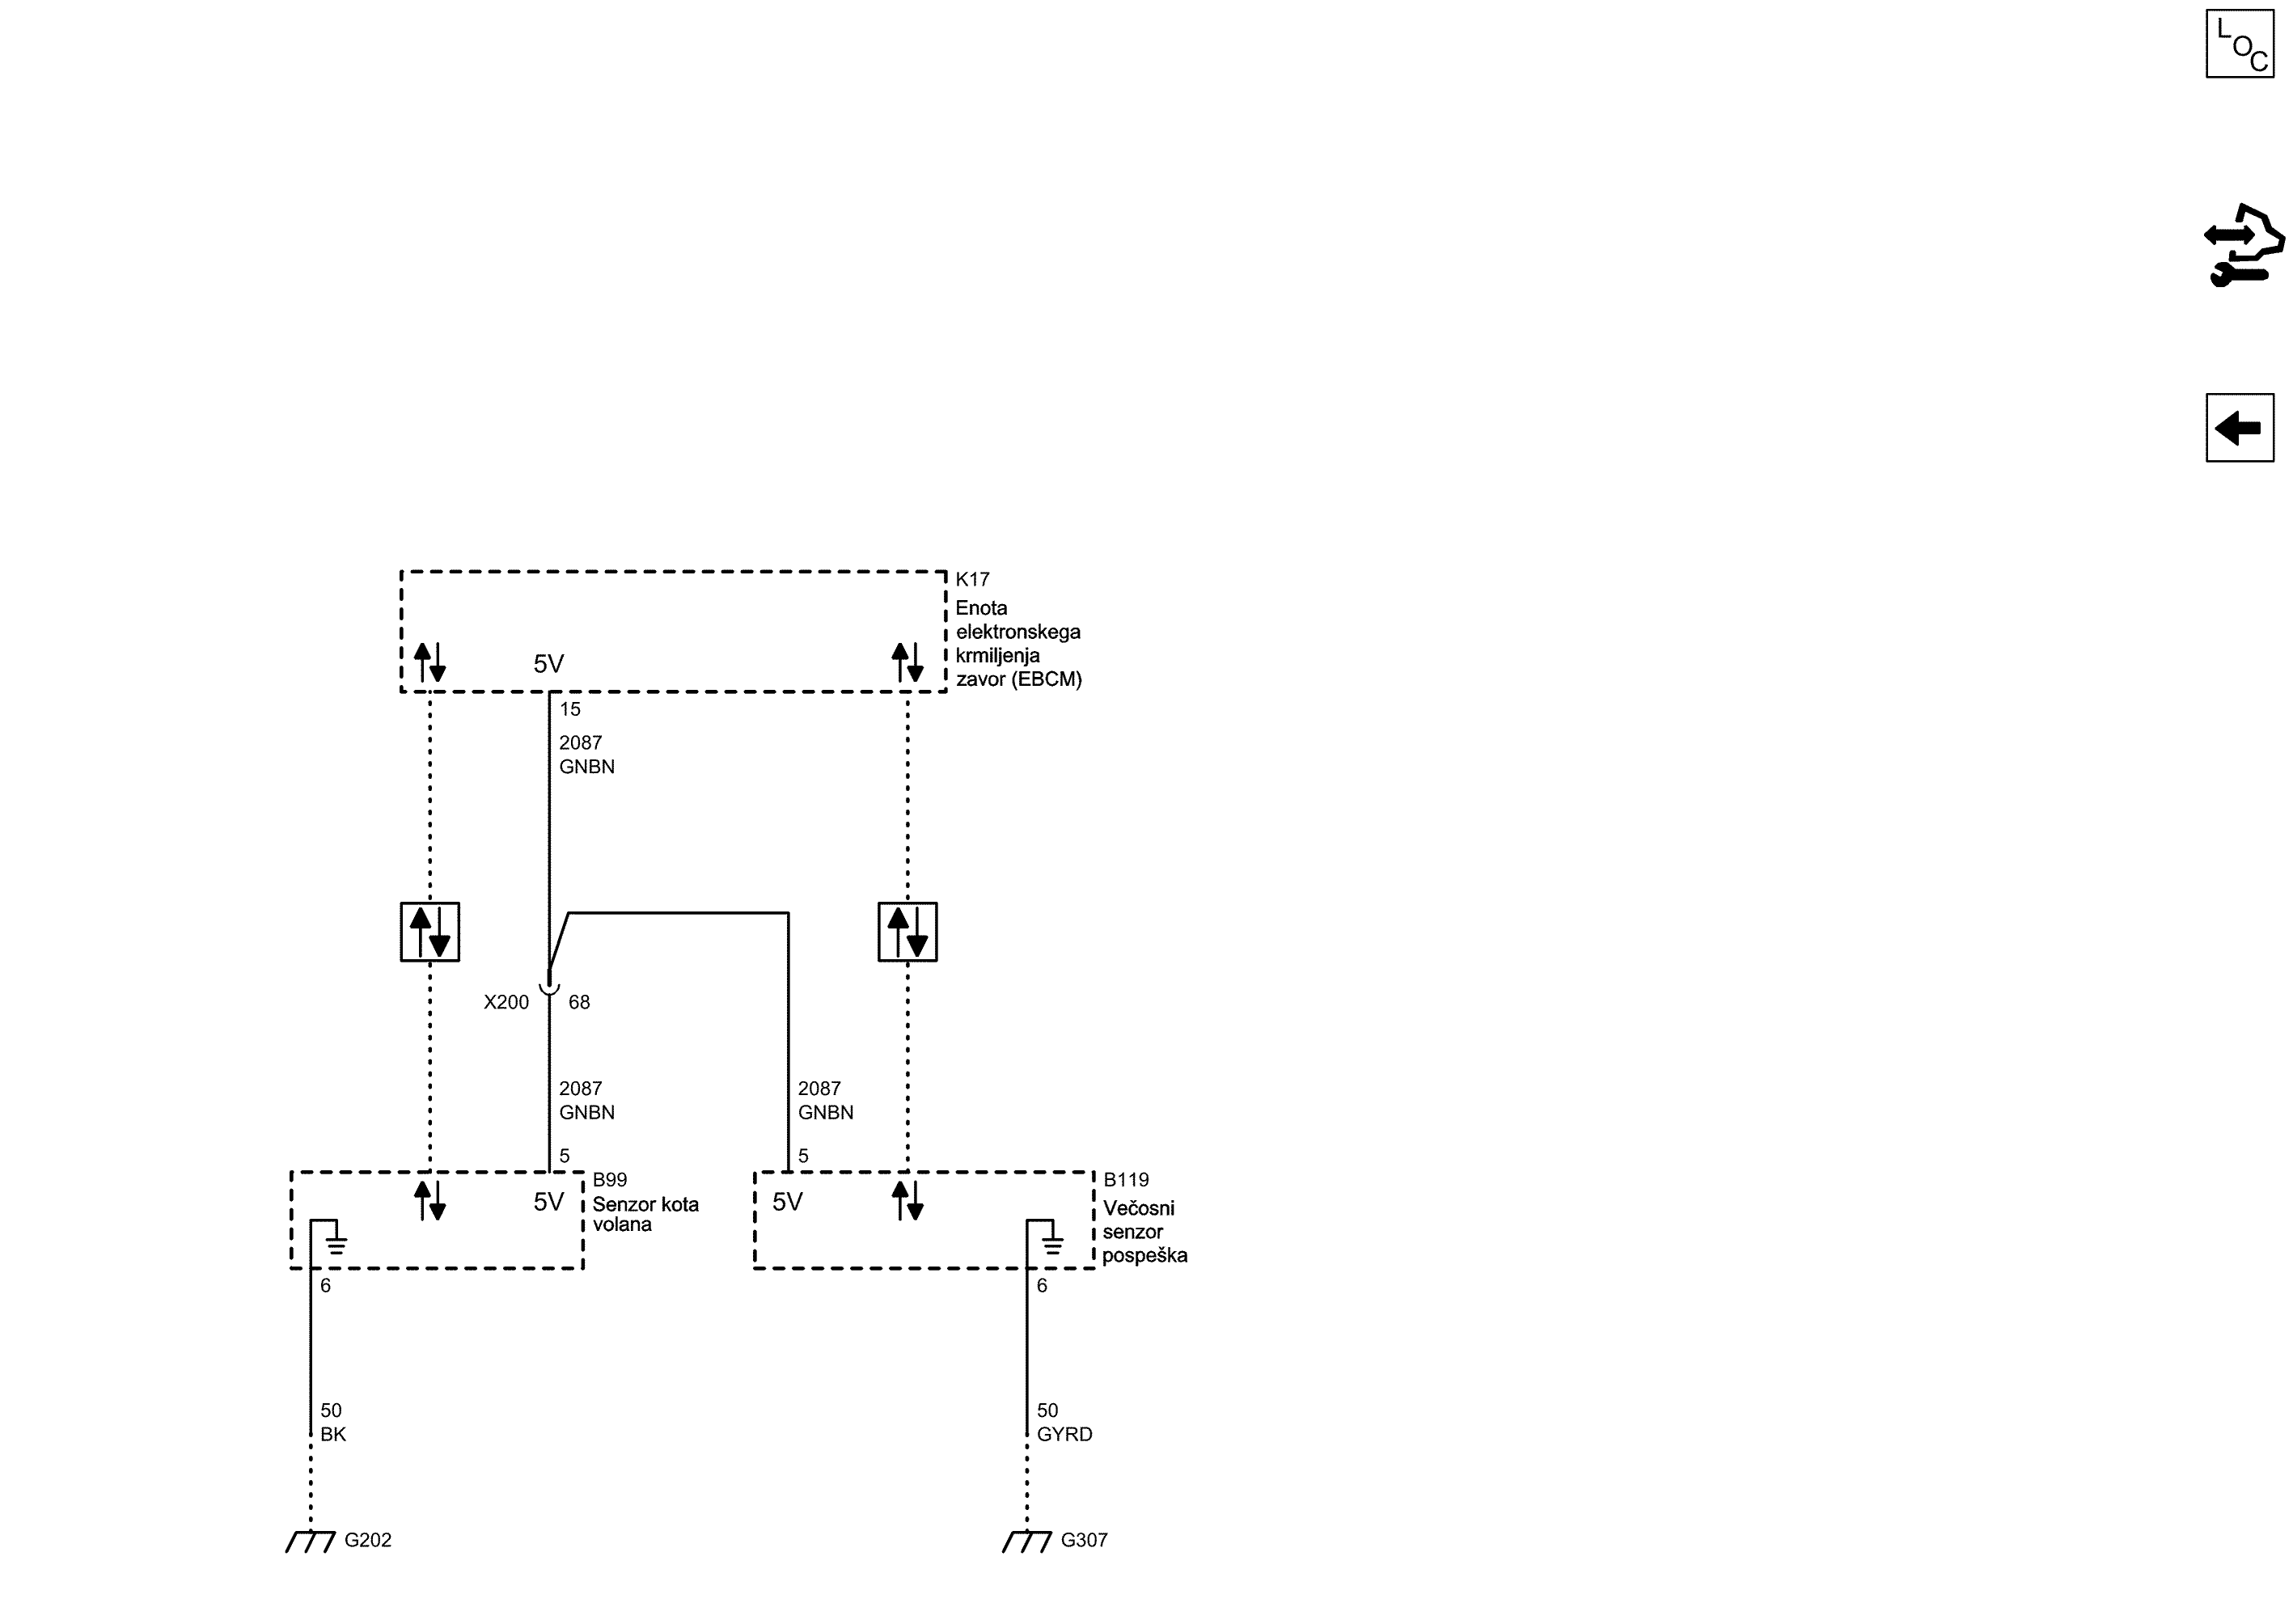 LOC
K17
Enota
elektronskega
krmiljenja
zavor (EBCM)
5V
15
2087
GNBN
X200 68
2087
GNBN
2087
GNBN
5
5
B99
Senzor kota
volana
5V
5V
B119
Večosni
senzor
pospeška
6
6
50
BK
50
GYRD
G202
G307